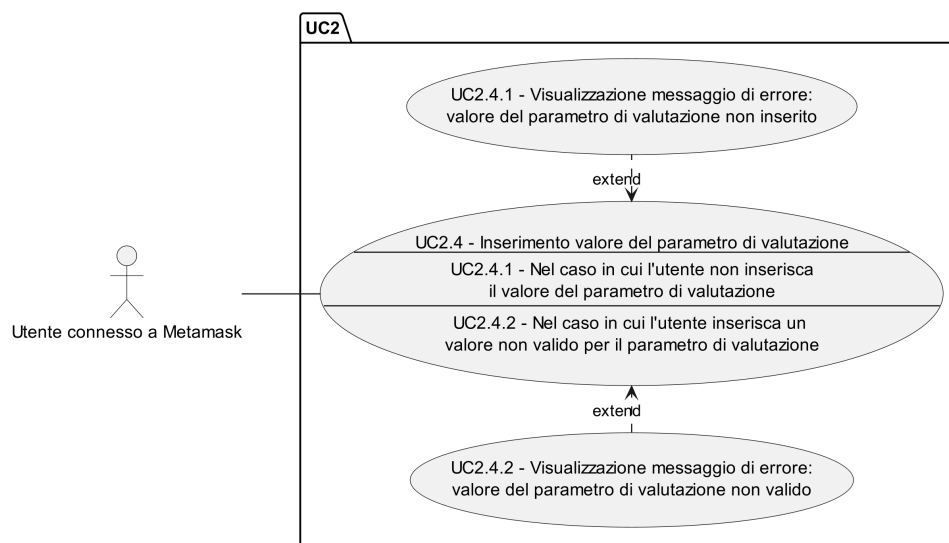 UC2
UC2.4.1 - Visualizzazione messaggio di errore:
valore del parametro di valutazione non inserito
extend
UC2.4 - Inserimento valore del parametro di valutazione
UC2.4.1 - Nel caso in cui l'utente non inserisca
il valore del parametro di valutazione
UC2.4.2 - Nel caso in cui l'utente inserisca un
valore non valido per il parametro di valutazione
Utente connesso a Metamask
extend
UC2.4.2 - Visualizzazione messaggio di errore:
valore del parametro di valutazione non valido